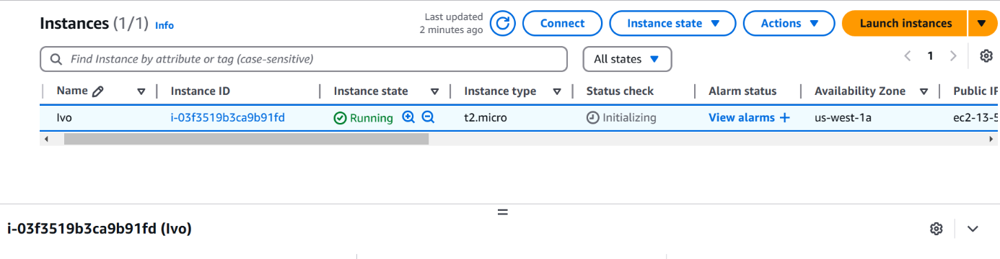 Instances (1/1) Info
Last updated
2 minutes ago
Connect
Instance state
Actions
Launch instances
Find Instance by attribute or tag (case-sensitive)
All states
1
Name Instance ID Instance state Instance type Status check Alarm status Availability Zone Public IP
Ivo i-03f3519b3ca9b91fd Running t2.micro Initializing View alarms + us-west-1a ec2-13-5
i-03f3519b3ca9b91fd (Ivo)